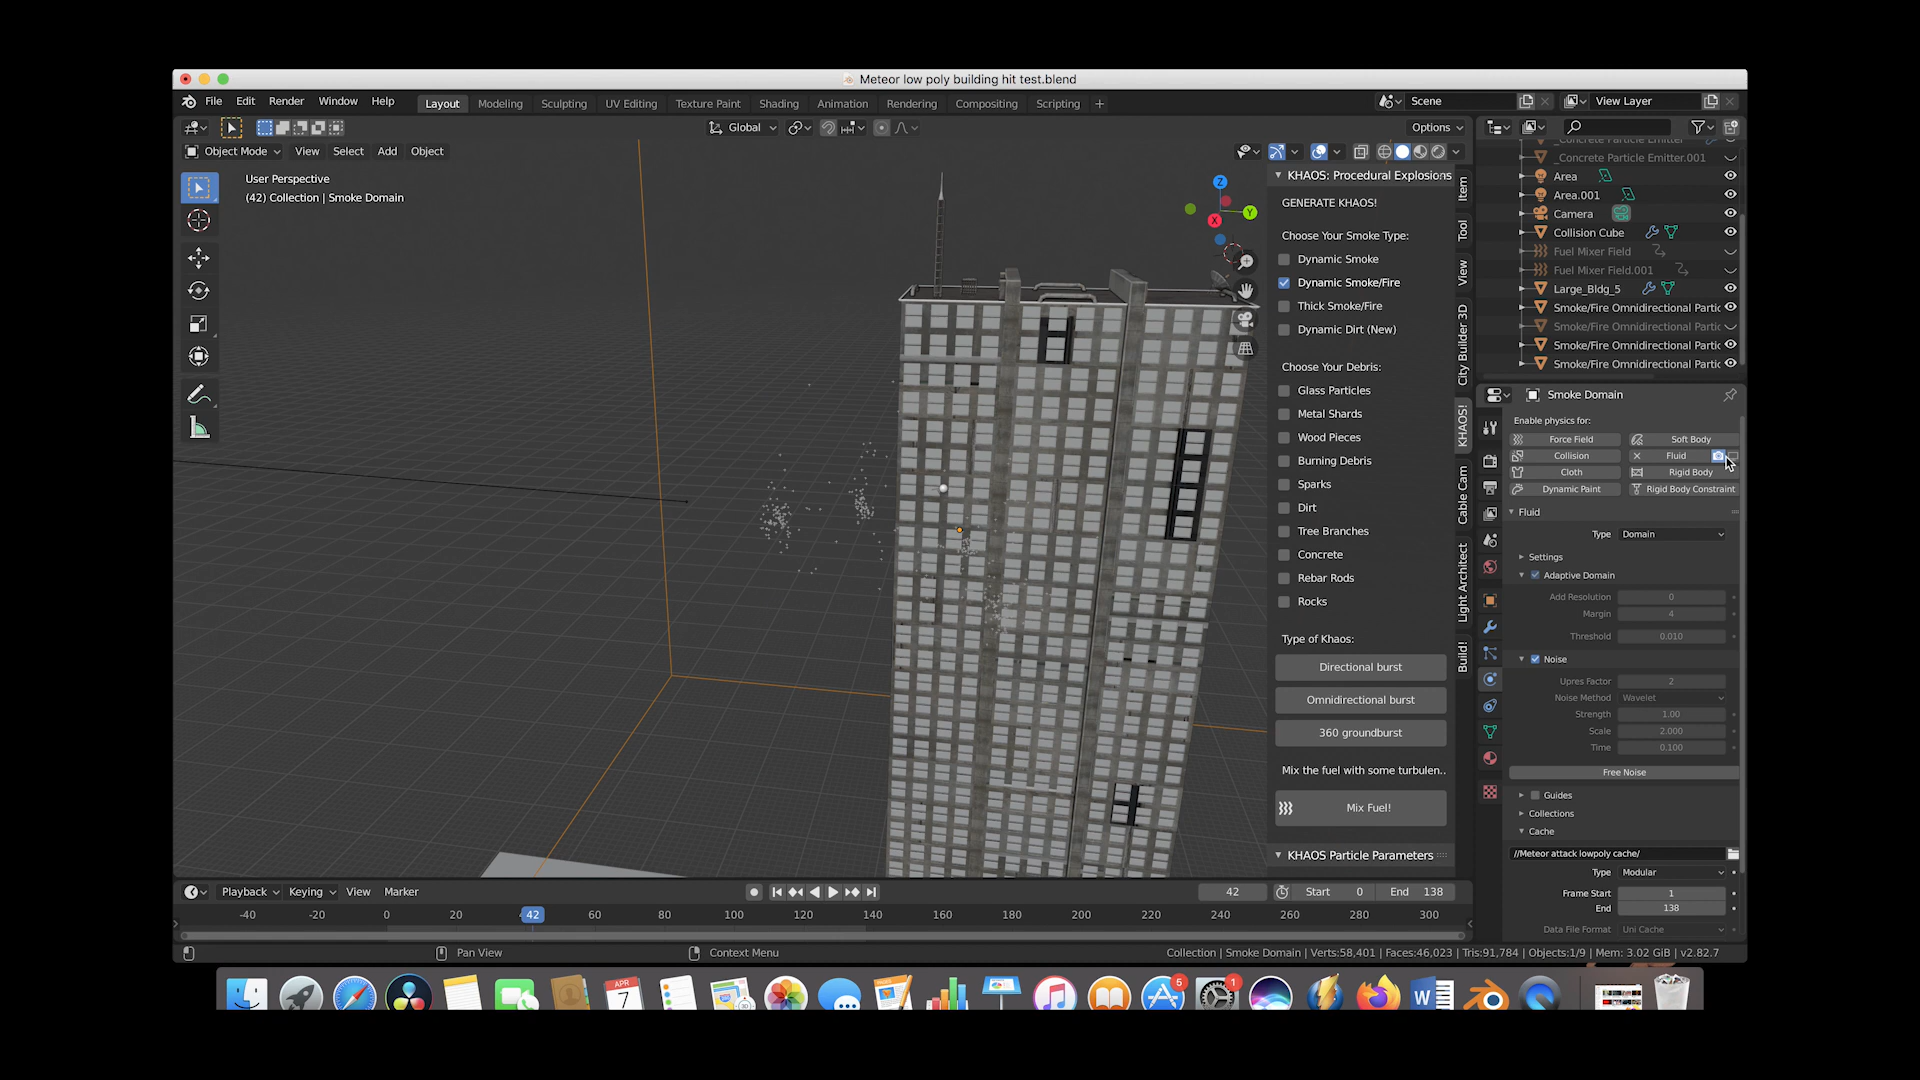 Meteor low poly building hit test.blend
File Edit Render Window Help
Layout Modeling Sculpting UV Editing Texture Paint Shading Animation Rendering Compositing Scripting +
Scene
View Layer
Global
Options
Object Mode View Select Add Object
User Perspective
(42) Collection | Smoke Domain
Z
Y
X
KHAOS: Procedural Explosions
GENERATE KHAOS!
Choose Your Smoke Type:
Dynamic Smoke
Dynamic Smoke/Fire
Thick Smoke/Fire
Dynamic Dirt (New)
Choose Your Debris:
Glass Particles
Metal Shards
Wood Pieces
Burning Debris
Sparks
Dirt
Tree Branches
Concrete
Rebar Rods
Rocks
Type of Khaos:
Directional burst
Omnidirectional burst
360 groundburst
Mix the fuel with some turbulen..
Mix Fuel!
KHAOS Particle Parameters
Item
Tool
View
City Builder 3D
KHAOS!
Cable Cam
Light Architect
Build!
_Concrete Particle Emitter
_Concrete Particle Emitter.001
Area
Area.001
Camera
Collision Cube
Fuel Mixer Field
Fuel Mixer Field.001
Large_Bldg_5
Smoke/Fire Omnidirectional Partic
Smoke/Fire Omnidirectional Partic
Smoke/Fire Omnidirectional Partic
Smoke/Fire Omnidirectional Partic
Smoke Domain
Enable physics for:
Force Field Soft Body
Collision Fluid
Cloth Rigid Body
Dynamic Paint Rigid Body Constraint
Fluid
Type Domain
Settings
Adaptive Domain
Add Resolution 0
Margin 4
Threshold 0.010
Noise
Upres Factor 2
Noise Method Wavelet
Strength 1.00
Scale 2.000
Time 0.100
Free Noise
Guides
Collections
Cache
//Meteor attack lowpoly cache/
Type Modular
Frame Start 1
End 138
Data File Format Uni Cache
Playback Keying View Marker
42 Start 0 End 138
-40 -20 0 20 42 60 80 100 120 140 160 180 200 220 240 260 280 300
Pan View Context Menu
Collection | Smoke Domain | Verts:58,401 | Faces:46,023 | Tris:91,784 | Objects:1/9 | Mem: 3.02 GiB | v2.82.7
APR
7
5
1
W